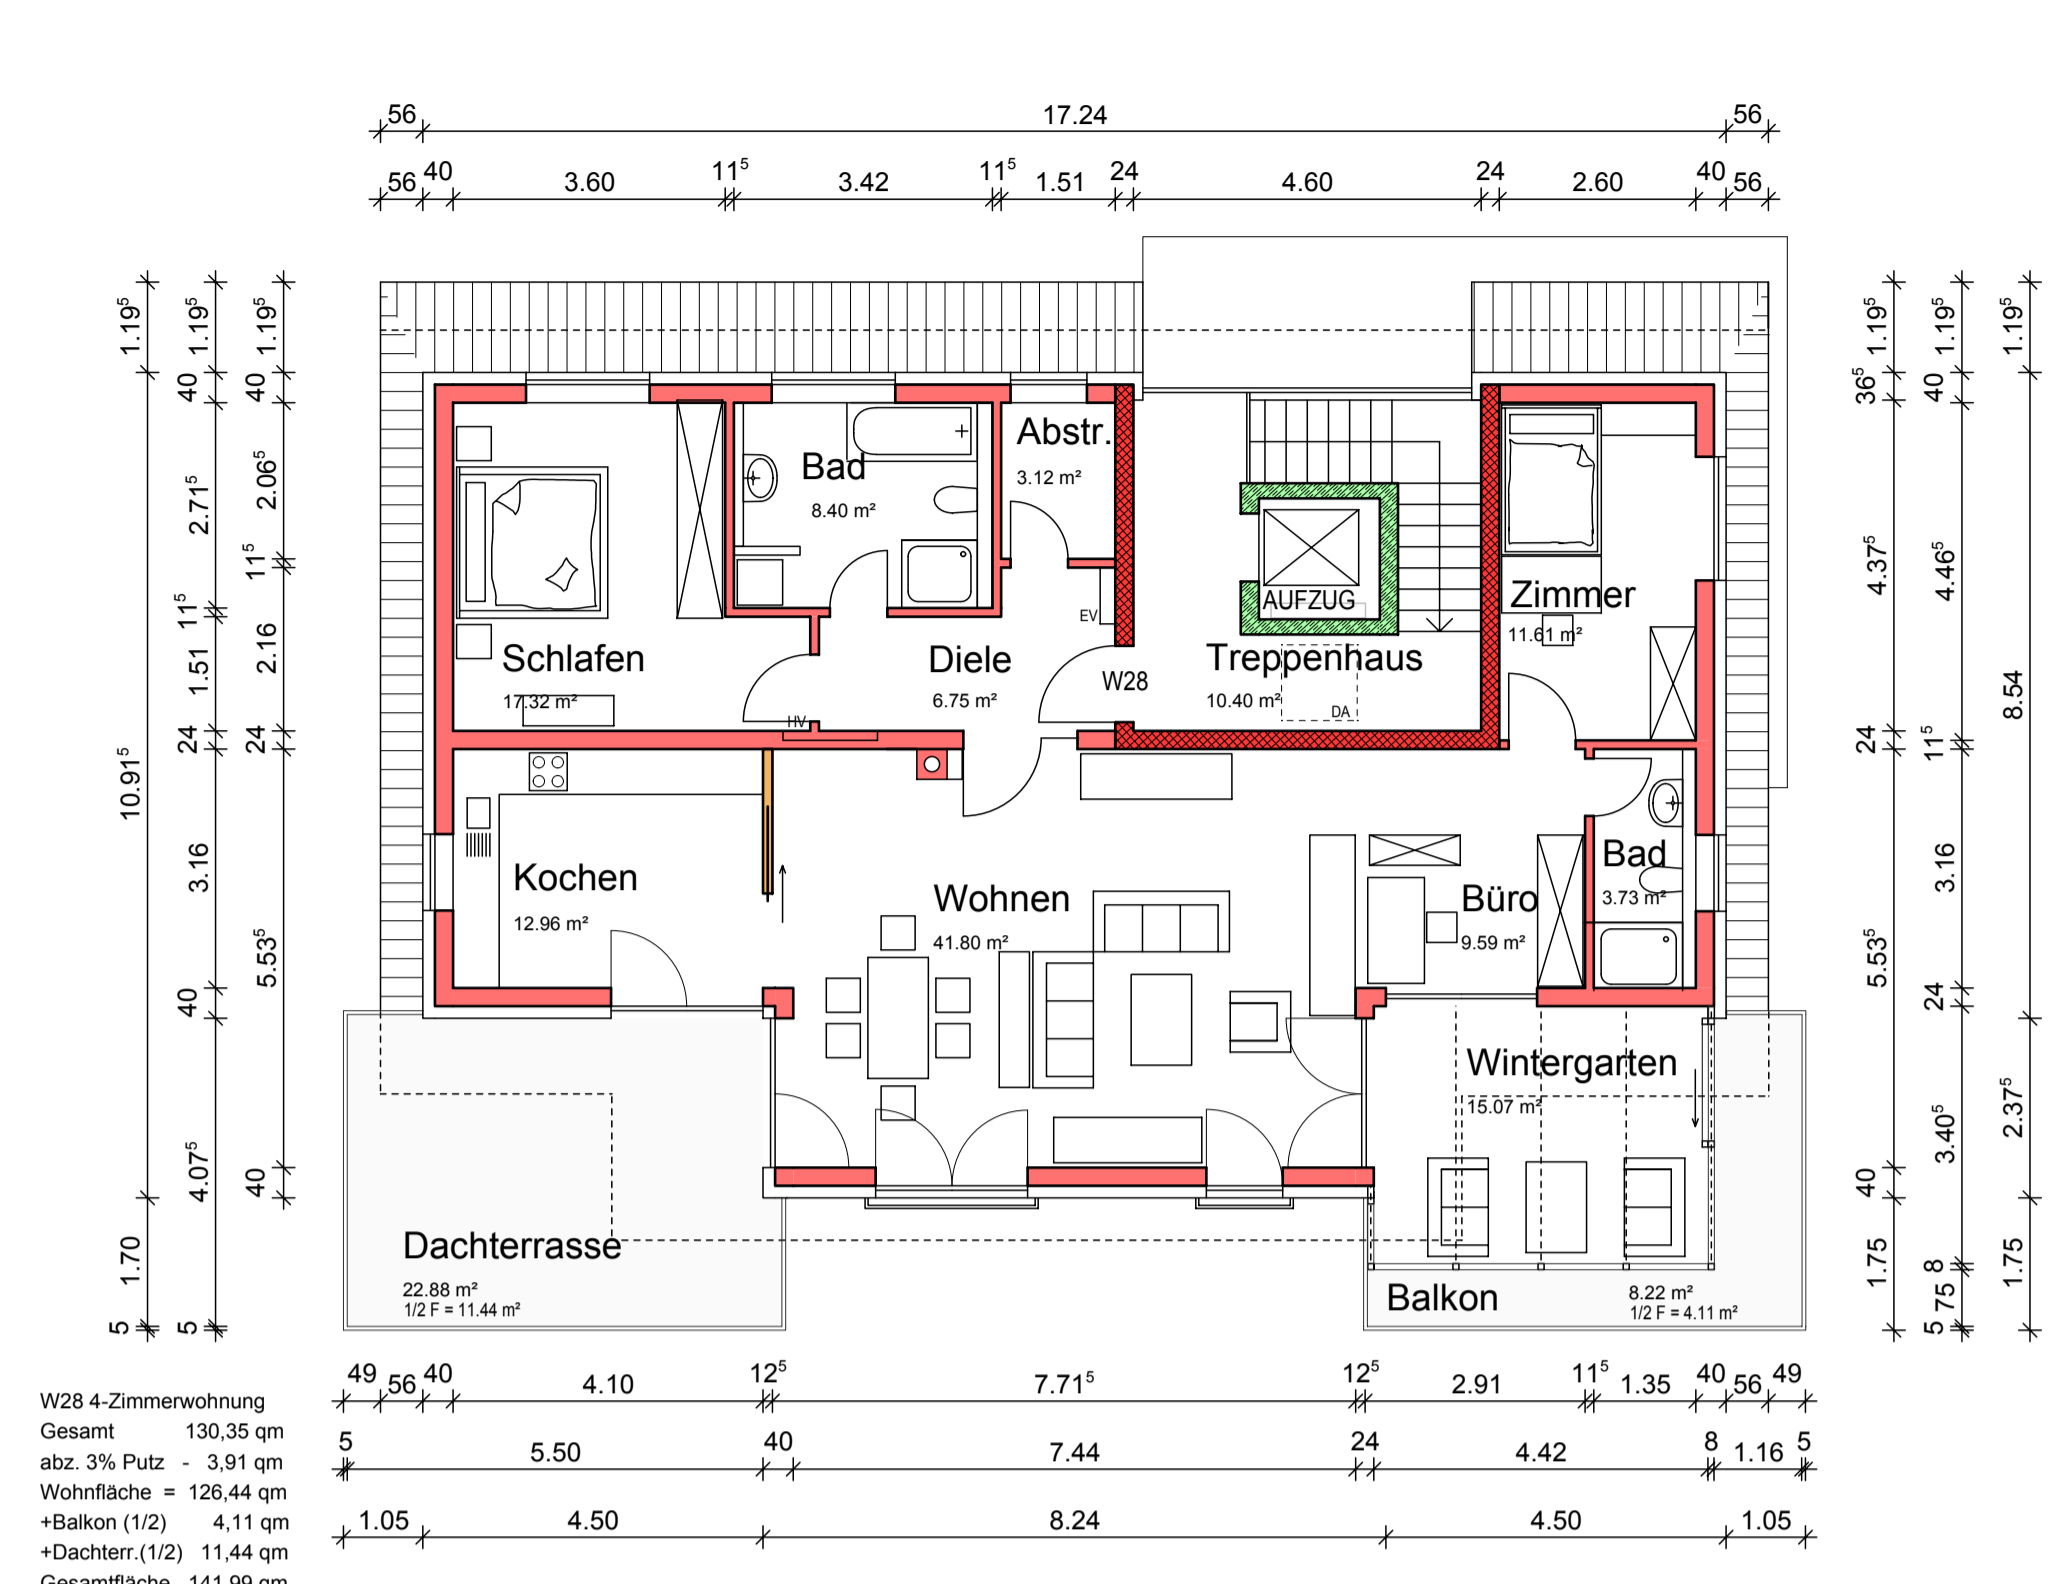 56 17.24 56
56 40 3.60 11⁵ 3.42 11⁵ 1.51 24 4.60 24 2.60 40 56
1.19⁵ 10.91⁵ 1.70 5
1.19⁵ 40 2.71⁵ 11⁵ 1.51 24 3.16 40 4.07⁵ 5
1.19⁵ 40 2.06⁵ 11⁵ 2.16 24 5.53⁵ 40
Schlafen
17.32 m²
Bad
8.40 m²
Abstr.
3.12 m²
EV
HV
Diele
6.75 m²
W28
AUFZUG
Treppenhaus
10.40 m²
DA
Zimmer
11.61 m²
Kochen
12.96 m²
Wohnen
41.80 m²
Büro
9.59 m²
Bad
3.73 m²
Wintergarten
15.07 m²
Dachterrasse
22.88 m²
1/2 F = 11.44 m²
Balkon
8.22 m²
1/2 F = 4.11 m²
1.19⁵ 36⁵ 4.37⁵ 24 5.53⁵ 40 1.75
1.19⁵ 40 4.46⁵ 11⁵ 3.16 24 3.40⁵ 8 75 5
1.19⁵ 8.54 2.37⁵ 1.75
49 56 40 4.10 12⁵ 7.71⁵ 12⁵ 2.91 11⁵ 1.35 40 56 49
5 5.50 40 7.44 24 4.42 8 1.16 5
1.05 4.50 8.24 4.50 1.05
W28 4-Zimmerwohnung
Gesamt 130,35 qm
abz. 3% Putz - 3,91 qm
Wohnfläche = 126,44 qm
+Balkon (1/2) 4,11 qm
+Dachterr.(1/2) 11,44 qm
Gesamtfläche 141,99 qm